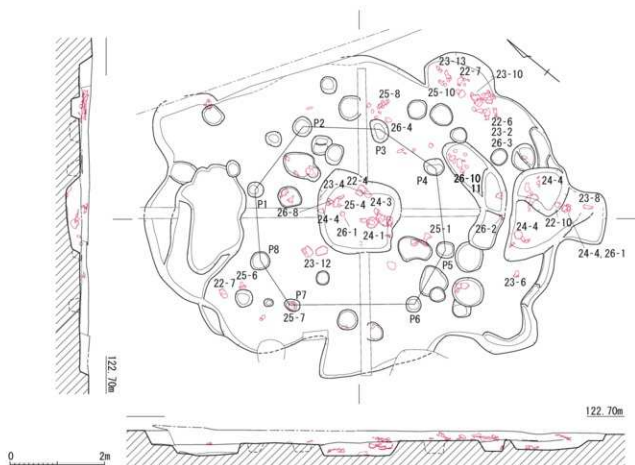 23-13
22-7
23-10
25-8
25-10
P2
26-4
P3
22-6
23-2
26-3
P4
23-4
22-4
26-10
11
24-4
P1
25-4
24-3
23-8
26-8
24-4
25-1
26-2
24-4
22-10
26-1
24-1
24-4, 26-1
P8
23-12
P5
25-6
22-7
P7
25-7
P6
23-6
122.70m
122.70m
0 2m